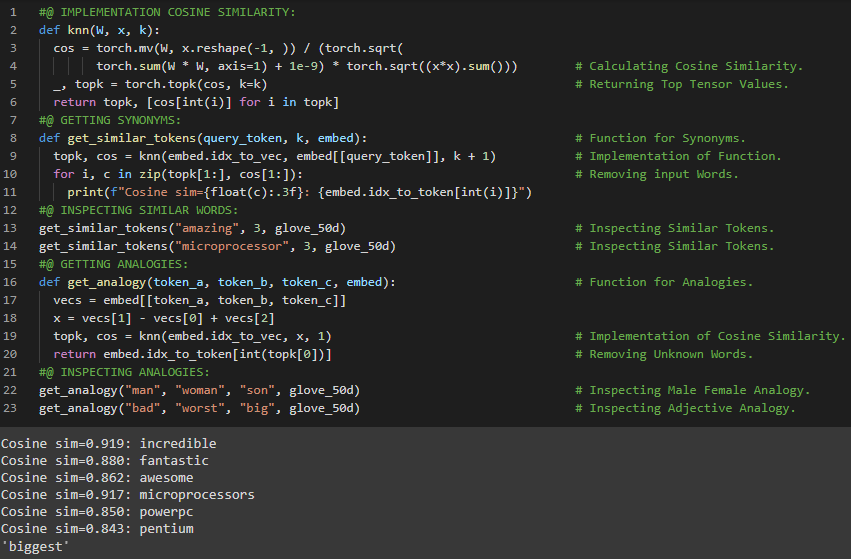 1 #@ IMPLEMENTATION COSINE SIMILARITY:
2 def knn(W, x, k):
3   cos = torch.mv(W, x.reshape(-1, )) / (torch.sqrt(
4         torch.sum(W * W, axis=1) + 1e-9) * torch.sqrt((x*x).sum())) # Calculating Cosine Similarity.
5   _, topk = torch.topk(cos, k=k) # Returning Top Tensor Values.
6   return topk, [cos[int(i)] for i in topk]
7 #@ GETTING SYNONYMS:
8 def get_similar_tokens(query_token, k, embed): # Function for Synonyms.
9   topk, cos = knn(embed.idx_to_vec, embed[[query_token]], k + 1) # Implementation of Function.
10   for i, c in zip(topk[1:], cos[1:]): # Removing input Words.
11     print(f"Cosine sim={float(c):.3f}: {embed.idx_to_token[int(i)]}")
12 #@ INSPECTING SIMILAR WORDS:
13 get_similar_tokens("amazing", 3, glove_50d) # Inspecting Similar Tokens.
14 get_similar_tokens("microprocessor", 3, glove_50d) # Inspecting Similar Tokens.
15 #@ GETTING ANALOGIES:
16 def get_analogy(token_a, token_b, token_c, embed): # Function for Analogies.
17   vecs = embed[[token_a, token_b, token_c]]
18   x = vecs[1] - vecs[0] + vecs[2]
19   topk, cos = knn(embed.idx_to_vec, x, 1) # Implementation of Cosine Similarity.
20   return embed.idx_to_token[int(topk[0])] # Removing Unknown Words.
21 #@ INSPECTING ANALOGIES:
22 get_analogy("man", "woman", "son", glove_50d) # Inspecting Male Female Analogy.
23 get_analogy("bad", "worst", "big", glove_50d) # Inspecting Adjective Analogy.
Cosine sim=0.919: incredible
Cosine sim=0.880: fantastic
Cosine sim=0.862: awesome
Cosine sim=0.917: microprocessors
Cosine sim=0.850: powerpc
Cosine sim=0.843: pentium
'biggest'